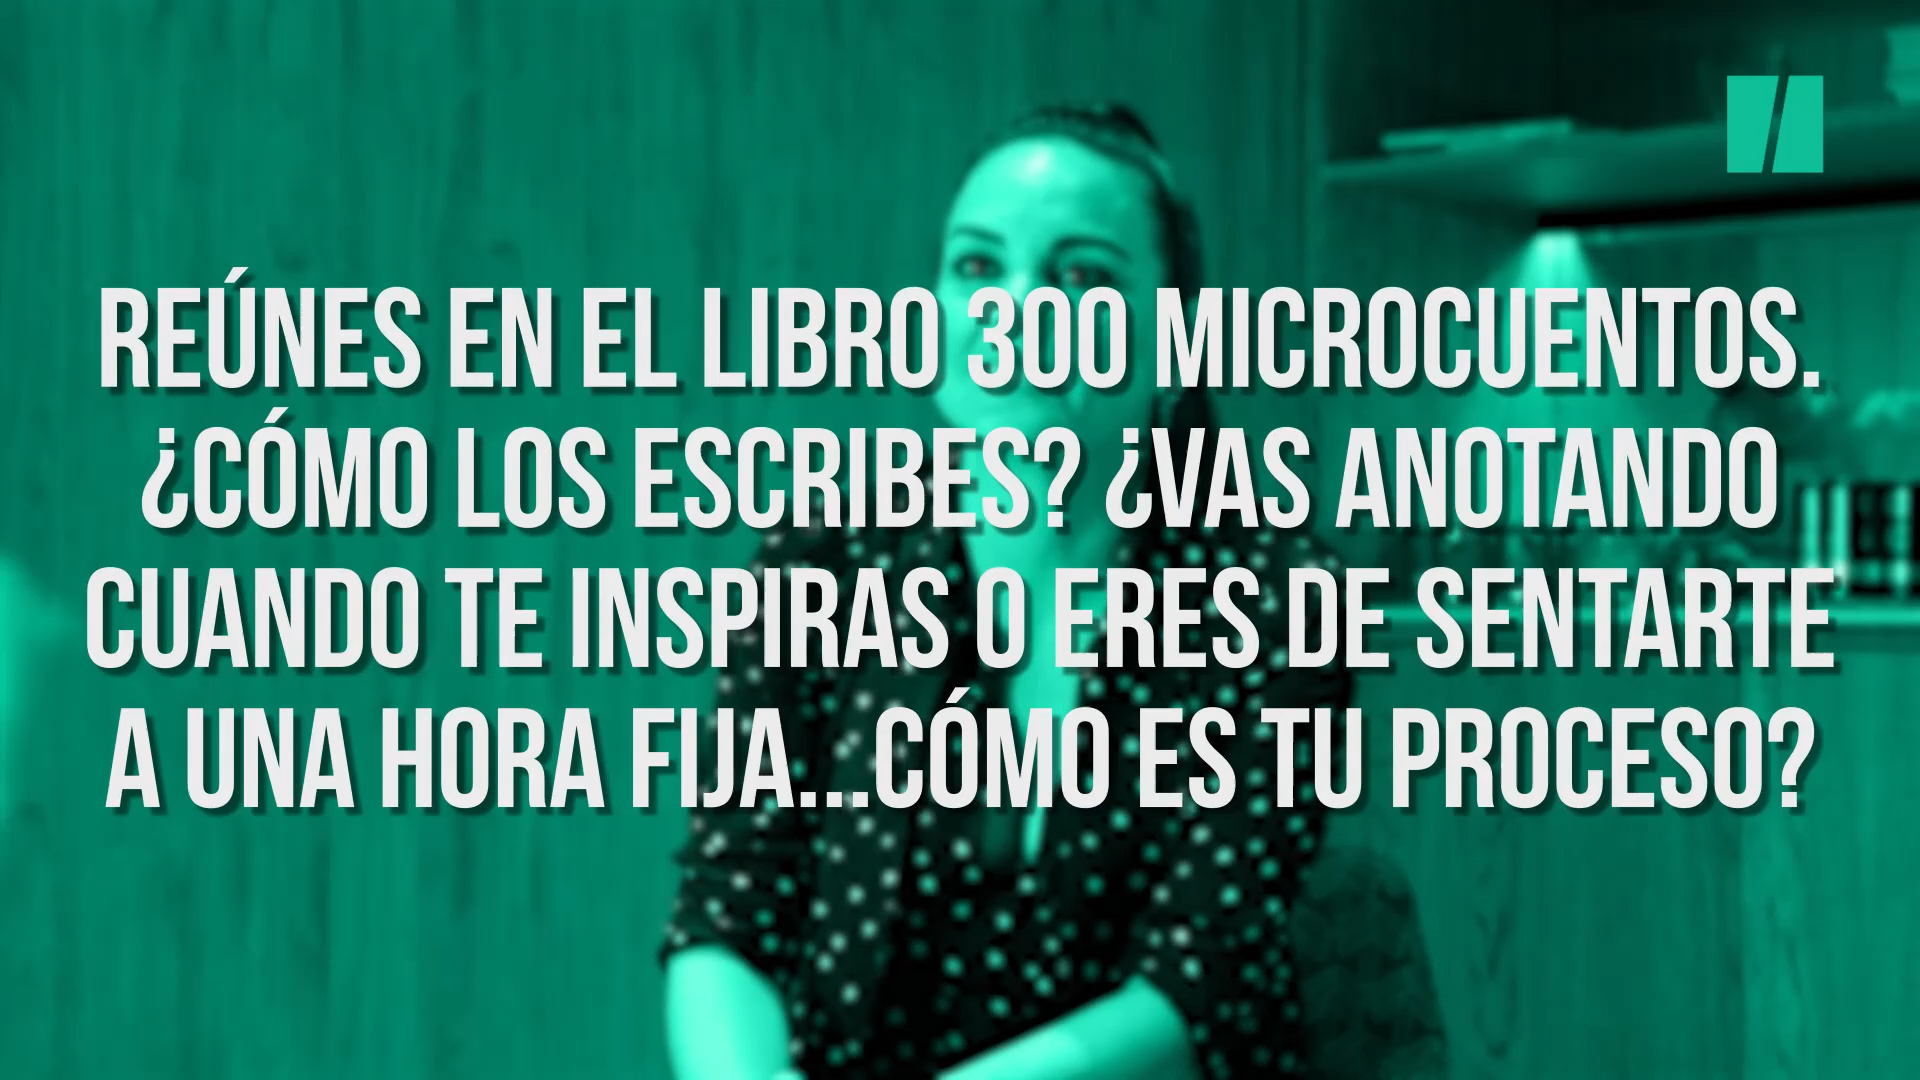 REÚNES EN EL LIBRO 300 MICROCUENTOS.
¿CÓMO LOS ESCRIBES? ¿VAS ANOTANDO
CUANDO TE INSPIRAS O ERES DE SENTARTE
A UNA HORA FIJA...CÓMO ES TU PROCESO?